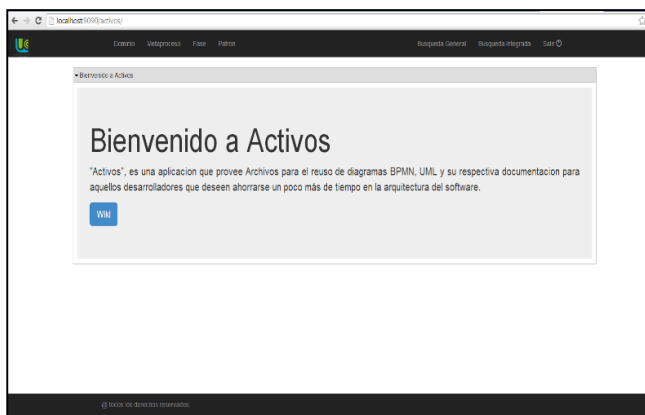 localhost:9090/activos/
Dominio Metaproceso Fase Patron Busqueda General Busqueda Integrada Salir
Bienvenido a Activos
Bienvenido a Activos
"Activos", es una aplicacion que provee Archivos para el reuso de diagramas BPMN, UML y su respectiva documentacion para
aquellos desarrolladores que deseen ahorrarse un poco más de tiempo en la arquitectura del software.
Wiki
@ todos los derechos reservados.